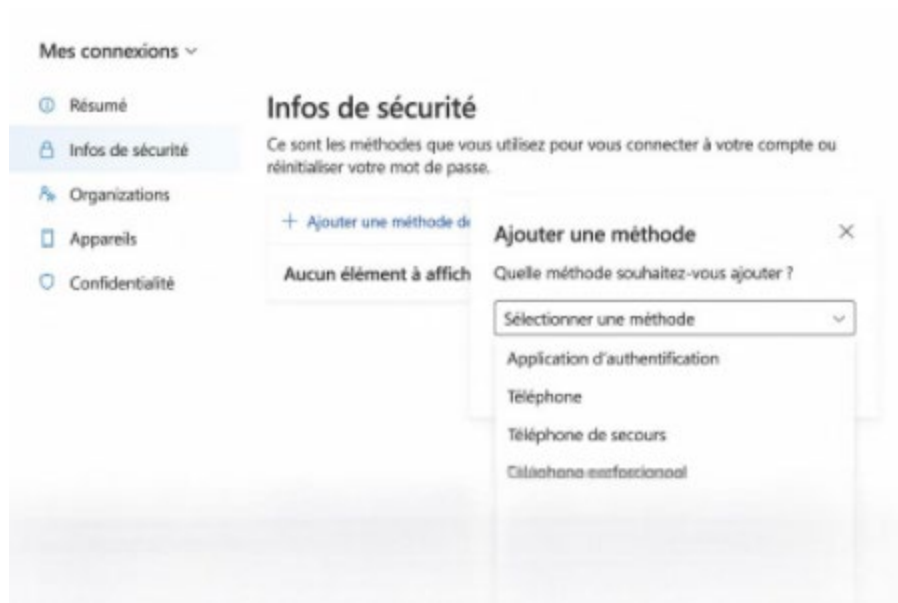 Mes connexions
Résumé
Infos de sécurité
Organizations
Appareils
Confidentialité
Infos de sécurité
Ce sont les méthodes que vous utilisez pour vous connecter à votre compte ou
réinitialiser votre mot de passe.
+ Ajouter une méthode de
Aucun élément à affich
Ajouter une méthode
Quelle méthode souhaitez-vous ajouter ?
Sélectionner une méthode
Application d'authentification
Téléphone
Téléphone de secours